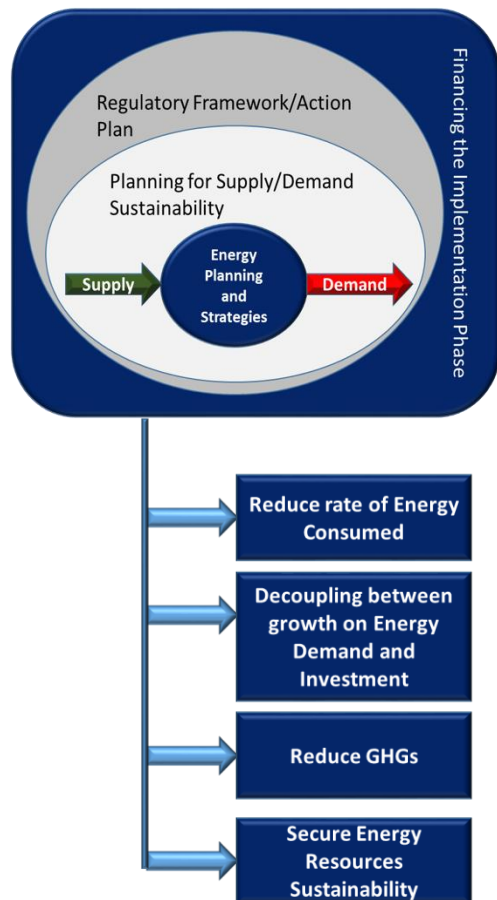 Financing the Implementation Phase
Regulatory Framework/Action
Plan
Planning for Supply/Demand
Sustainability
Energy
Planning
and
Strategies
Supply
Demand
Reduce rate of Energy
Consumed
Decoupling between
growth on Energy
Demand and
Investment
Reduce GHGs
Secure Energy
Resources
Sustainability